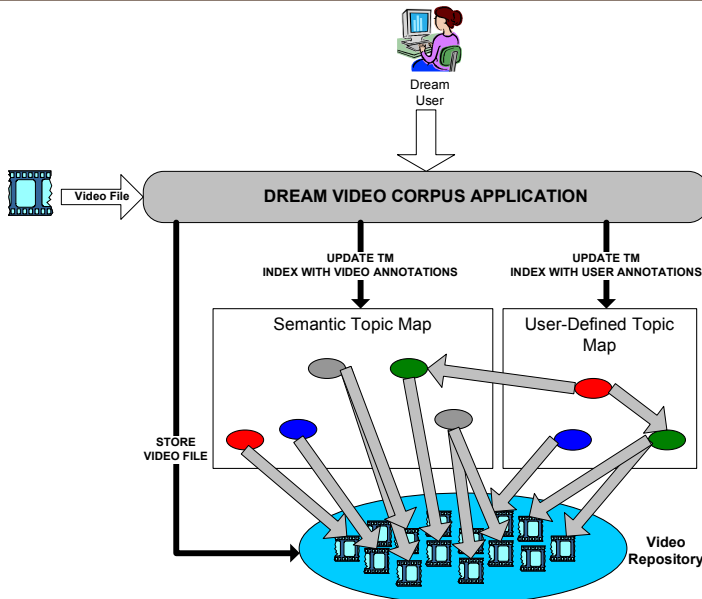 Dream
User
Video File
DREAM VIDEO CORPUS APPLICATION
UPDATE TM
INDEX WITH VIDEO ANNOTATIONS
UPDATE TM
INDEX WITH USER ANNOTATIONS
Semantic Topic Map
User-Defined Topic
Map
STORE
VIDEO FILE
Video
Repository